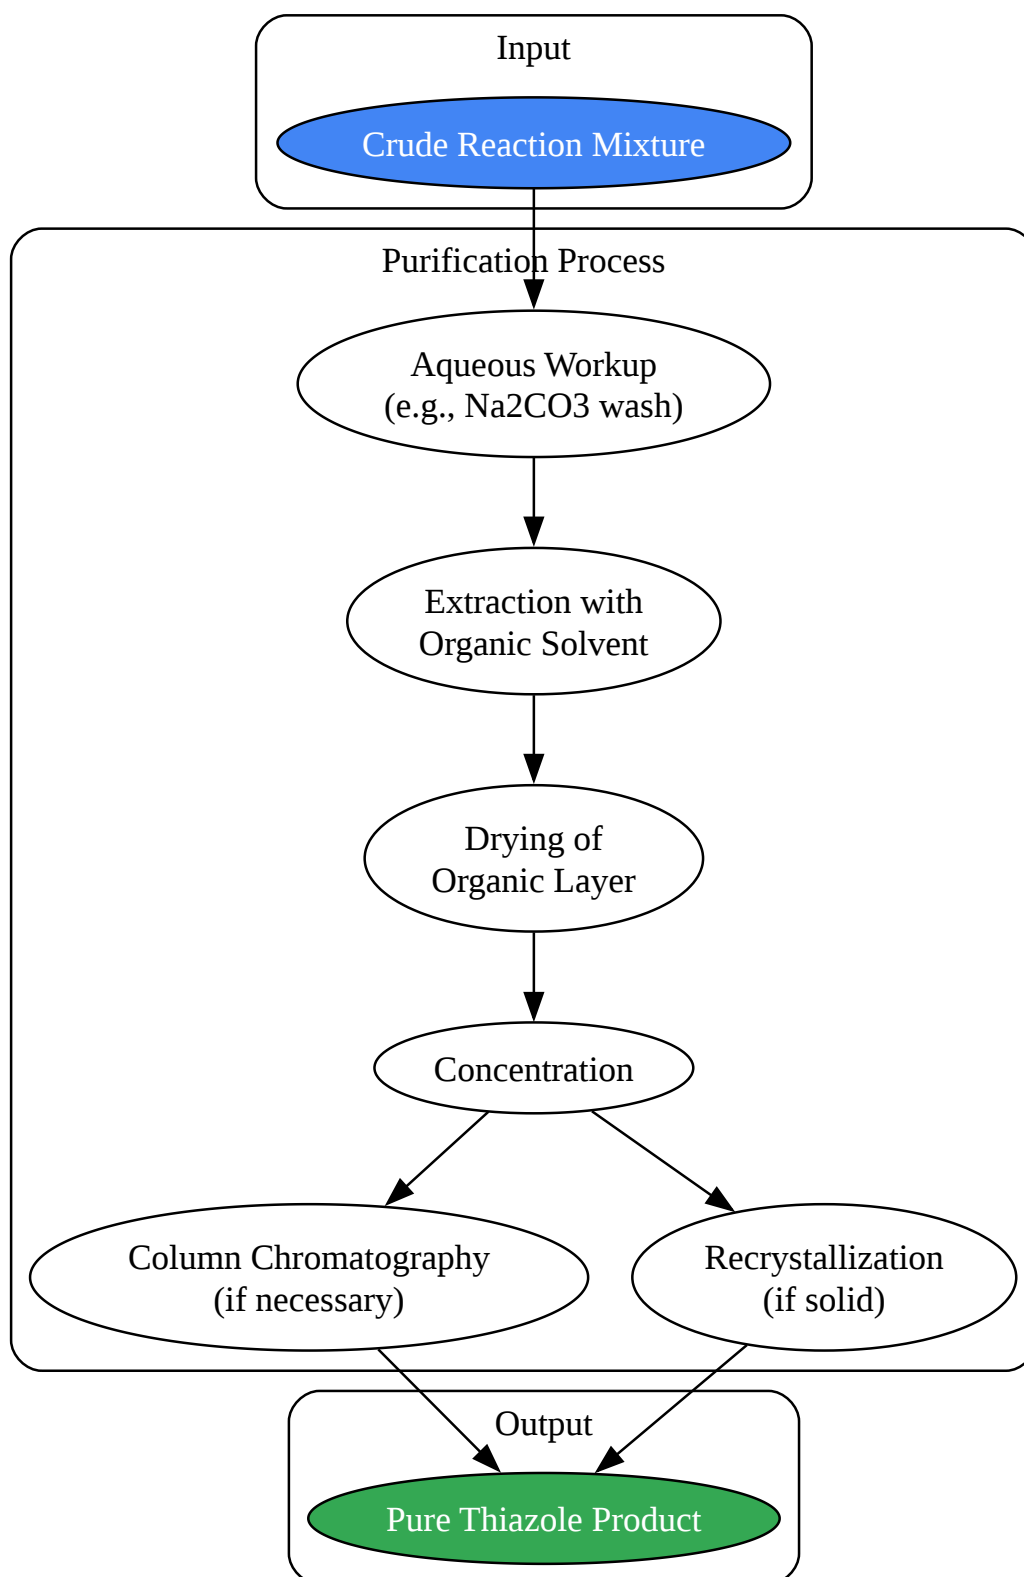 Input
Crude Reaction Mixture
Purification Process
Aqueous Workup
(e.g., Na2CO3 wash)
Extraction with
Organic Solvent
Drying of
Organic Layer
Concentration
Column Chromatography
(if necessary)
Recrystallization
(if solid)
Output
Pure Thiazole Product